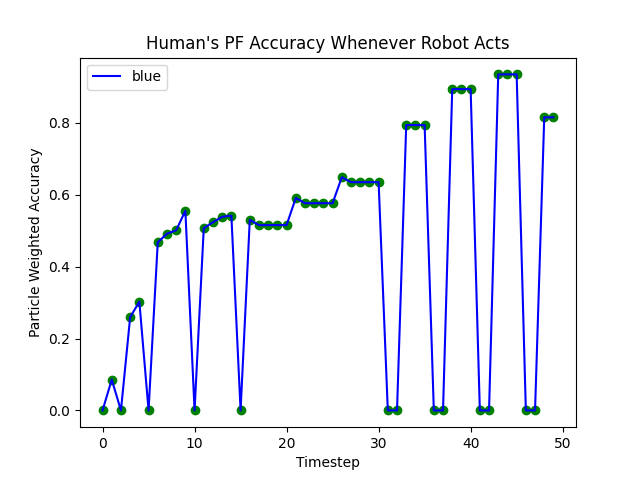 Human's PF Accuracy Whenever Robot Acts
blue
0.8
0.6
0.4
0.2
0.0
Particle Weighted Accuracy
0 10 20 30 40 50
Timestep